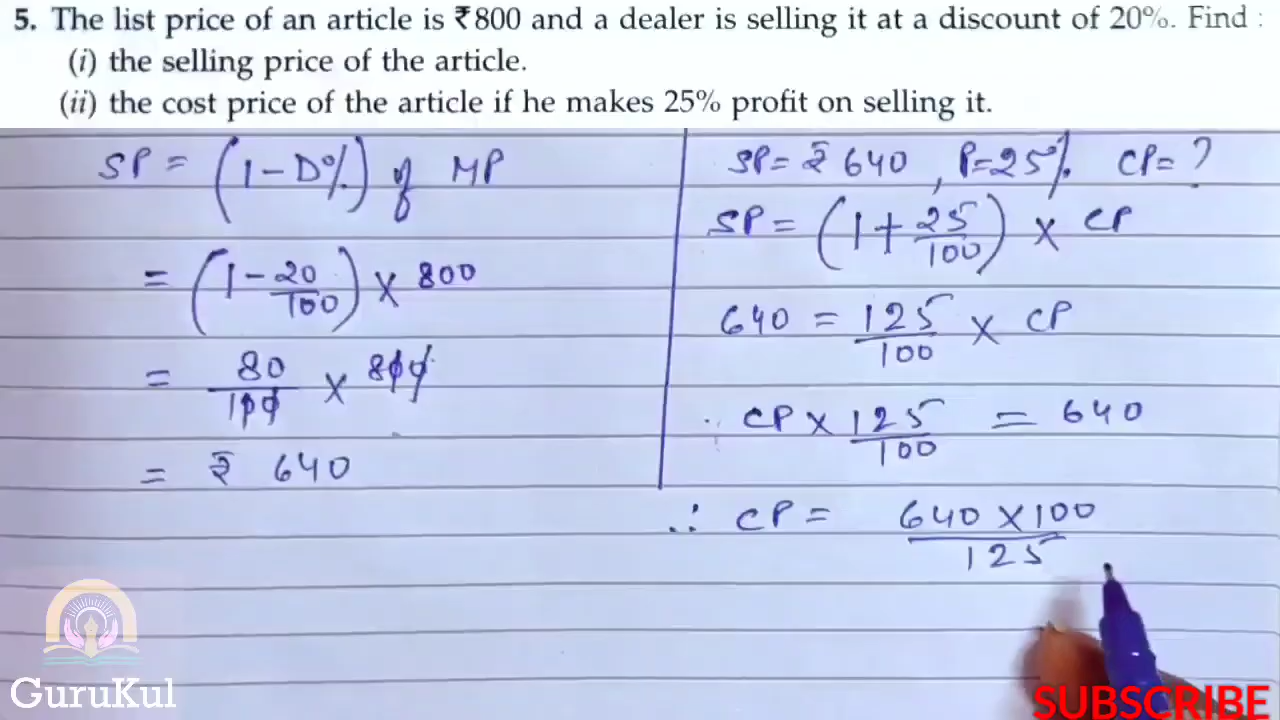 5. The list price of an article is ₹800 and a dealer is selling it at a discount of 20%. Find :
(i) the selling price of the article.
(ii) the cost price of the article if he makes 25% profit on selling it.
SP = (1 - D%) of MP
= (1 - 20/100) × 800
= 80/100 × 800
= ₹ 640
SP = ₹ 640, P = 25% CP = ?
SP = (1 + 25/100) × CP
640 = 125/100 × CP
CP × 125/100 = 640
∴ CP = 640 × 100/125
GuruKul
SUBSCRIBE